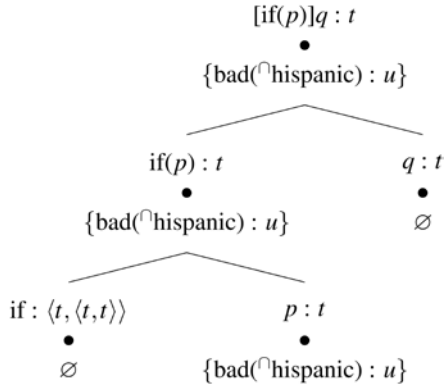 [if(p)]q : t
•
{bad(∩hispanic) : u}
if(p) : t q : t
• •
{bad(∩hispanic) : u} ∅
if : ⟨t,⟨t,t⟩⟩ p : t
• •
∅ {bad(∩hispanic) : u}